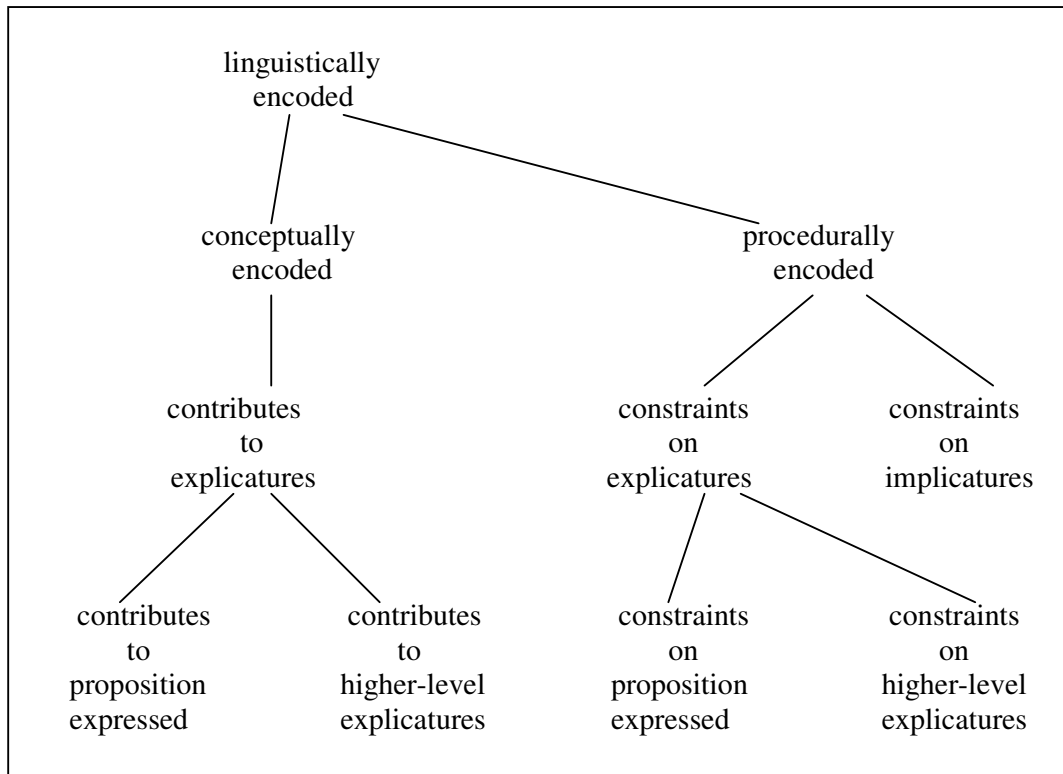 linguistically
encoded
conceptually
encoded
procedurally
encoded
contributes
to
explicatures
constraints
on
explicatures
constraints
on
implicatures
contributes
to
proposition
expressed
contributes
to
higher-level
explicatures
constraints
on
proposition
expressed
constraints
on
higher-level
explicatures